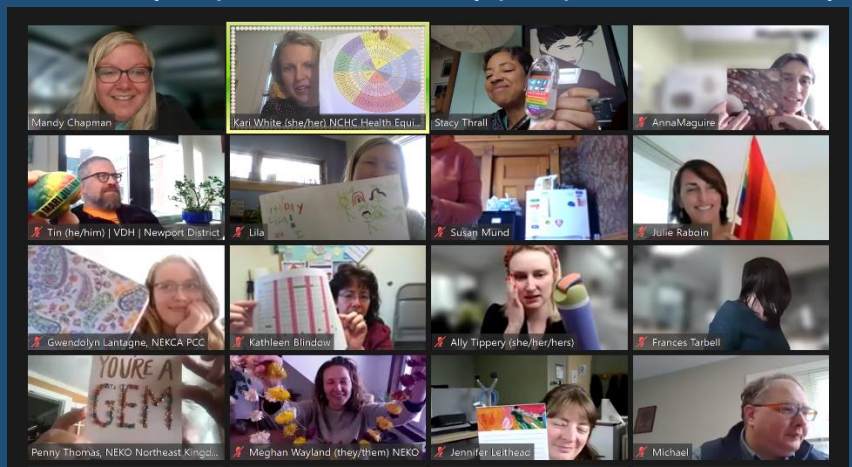 Mandy Chapman
Kari White (she/her) NCHC Health Equi...
Stacy Thrall
AnnaMaguire
Tin (he/him) | VDH | Newport District
Lila
Susan Mund
Julie Raboin
Gwendolyn Lantagne, NEKCA PCC
Kathleen Blindow
Ally Tippery (she/her/hers)
Frances Tarbell
YOU'RE A
GEM
Penny Thomas, NEKO Northeast Kingd...
Meghan Wayland (they/them) NEKO
Jennifer Leithead
Michael